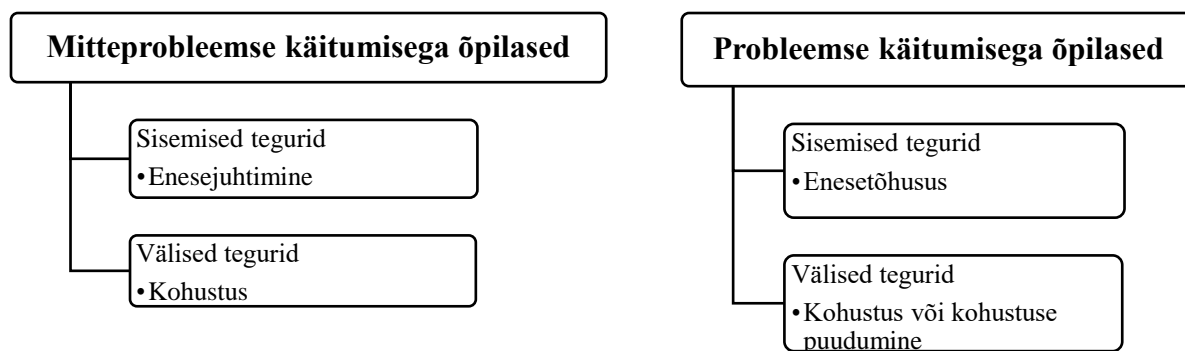 Mitteprobleemse käitumisega õpilased
Sisemised tegurid
•Enesejuhtimine
Välised tegurid
•Kohustus
Probleemse käitumisega õpilased
Sisemised tegurid
•Enesetõhusus
Välised tegurid
•Kohustus või kohustuse
puudumine